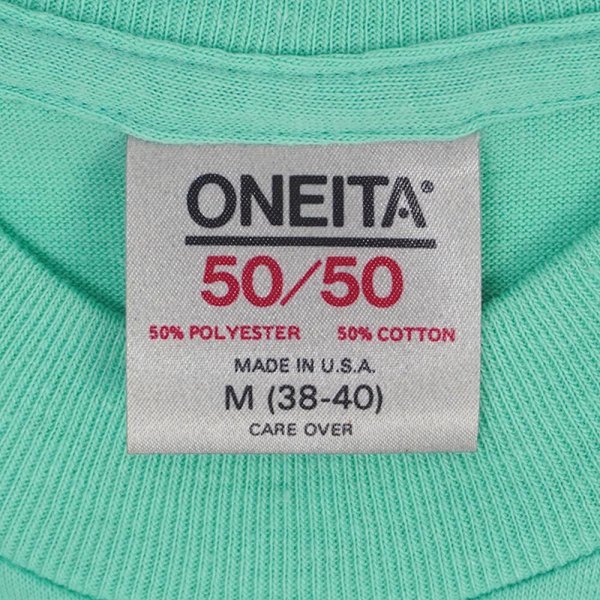 ONEITA®
50/50
50% POLYESTER 50% COTTON
MADE IN U.S.A.
M (38-40)
CARE OVER